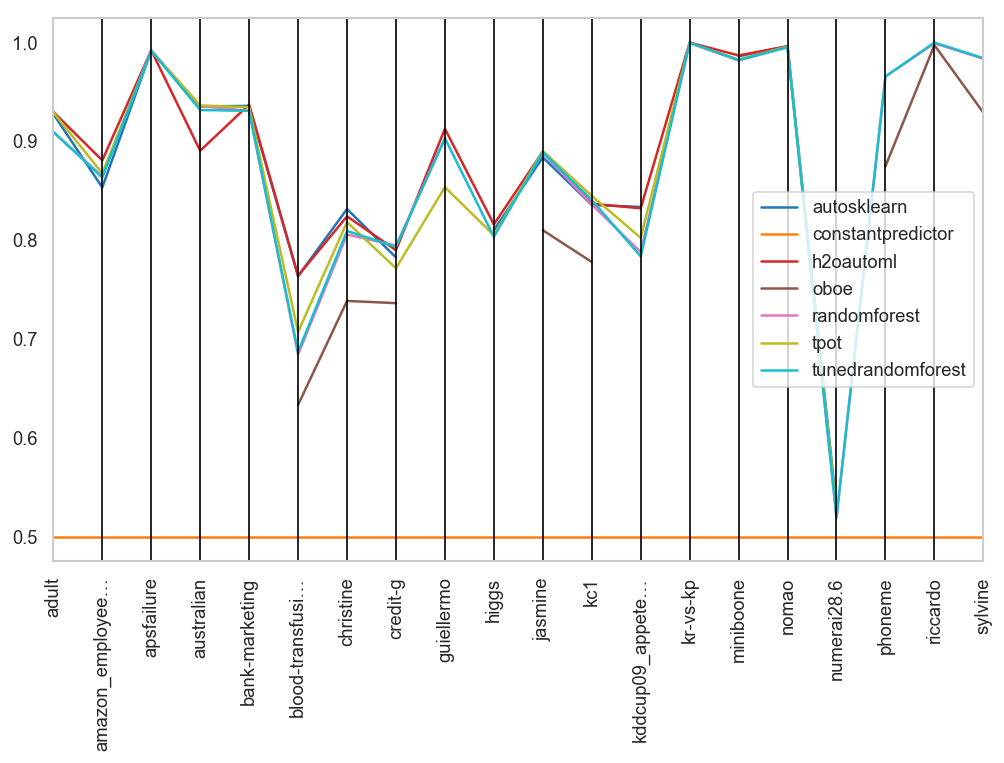 1.0
0.9
0.8
0.7
0.6
0.5
autosklearn
constantpredictor
h2oautoml
oboe
randomforest
tpot
tunedrandomforest
adult
amazon_employee…
apsfailure
australian
bank-marketing
blood-transfusi…
christine
credit-g
guiellermo
higgs
jasmine
kc1
kddcup09_appete…
kr-vs-kp
miniboone
nomao
numerai28.6
phoneme
riccardo
sylvine